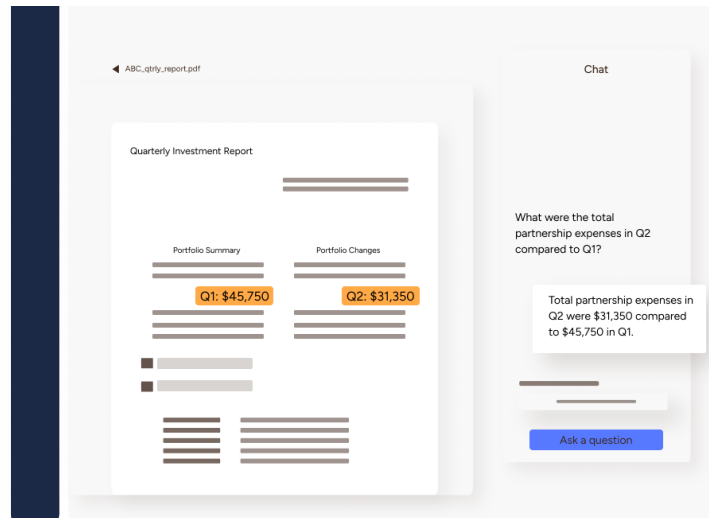 ABC_qtrly_report.pdf
Quarterly Investment Report
Portfolio Summary
Portfolio Changes
Q1: $45,750
Q2: $31,350
Chat
What were the total
partnership expenses in Q2
compared to Q1?
Total partnership expenses in
Q2 were $31,350 compared
to $45,750 in Q1.
Ask a question